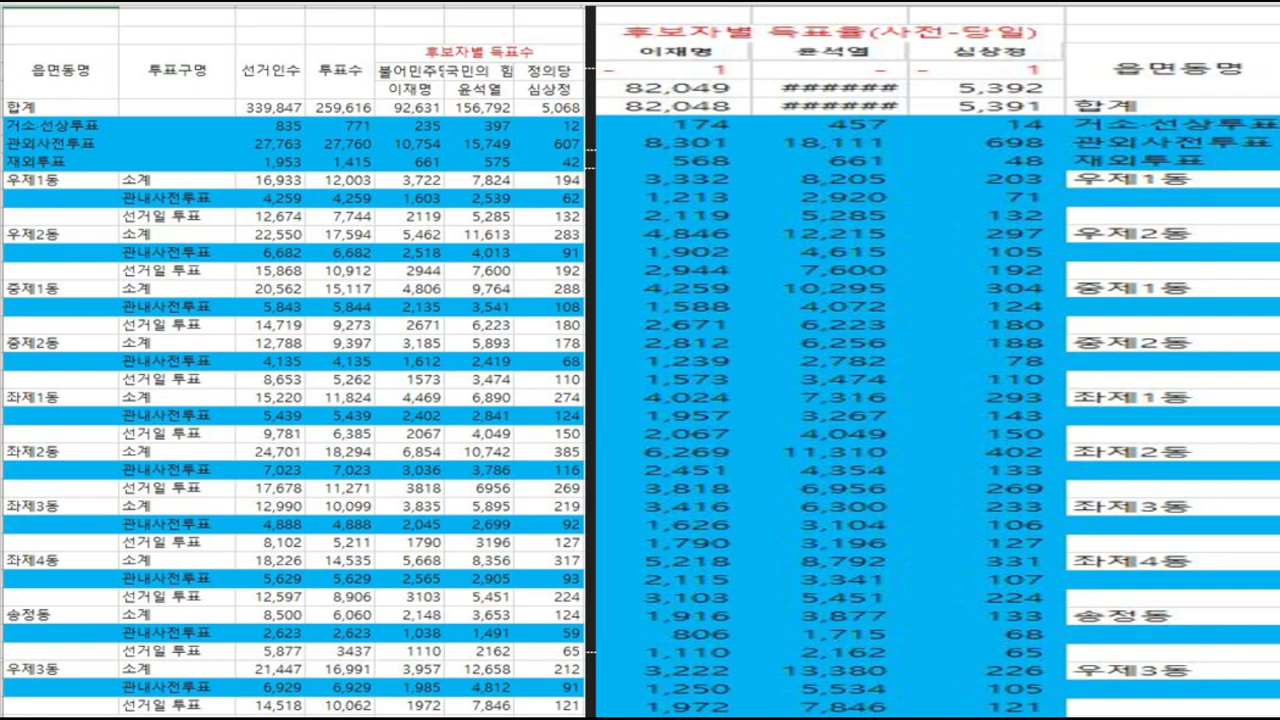 후보자별 득표수
읍면동명 투표구명 선거인수 투표수 불어민주당 국민의 힘 정의당
이재명 윤석열 심상정
합계 339,847 259,616 92,631 156,792 5,068
거소·선상투표 835 771 235 397 12
관외사전투표 27,763 27,760 10,754 15,749 607
재외투표 1,953 1,415 661 575 42
우제1동 소계 16,933 12,003 3,722 7,824 194
관내사전투표 4,259 4,259 1,603 2,539 62
선거일 투표 12,674 7,744 2119 5,285 132
우제2동 소계 22,550 17,594 5,462 11,613 283
관내사전투표 6,682 6,682 2,518 4,013 91
선거일 투표 15,868 10,912 2944 7,600 192
중제1동 소계 20,562 15,117 4,806 9,764 288
관내사전투표 5,843 5,844 2,135 3,541 108
선거일 투표 14,719 9,273 2671 6,223 180
중제2동 소계 12,788 9,397 3,185 5,893 178
관내사전투표 4,135 4,135 1,612 2,419 68
선거일 투표 8,653 5,262 1573 3,474 110
좌제1동 소계 15,220 11,824 4,469 6,890 274
관내사전투표 5,439 5,439 2,402 2,841 124
선거일 투표 9,781 6,385 2067 4,049 150
좌제2동 소계 24,701 18,294 6,854 10,742 385
관내사전투표 7,023 7,023 3,036 3,786 116
선거일 투표 17,678 11,271 3818 6956 269
좌제3동 소계 12,990 10,099 3,835 5,895 219
관내사전투표 4,888 4,888 2,045 2,699 92
선거일 투표 8,102 5,211 1790 3196 127
좌제4동 소계 18,226 14,535 5,668 8,356 317
관내사전투표 5,629 5,629 2,565 2,905 93
선거일 투표 12,597 8,906 3103 5,451 224
송정동 소계 8,500 6,060 2,148 3,653 124
관내사전투표 2,623 2,623 1,038 1,491 59
선거일 투표 5,877 3437 1110 2162 65
우제3동 소계 21,447 16,991 3,957 12,658 212
관내사전투표 6,929 6,929 1,985 4,812 91
선거일 투표 14,518 10,062 1972 7,846 121
후보자별 득표율(사전-당일)
이재명 윤석열 심상정
- 1 - - 1 읍면동명
82,049 ###### 5,392
82,048 ###### 5,391 합계
174 457 14 거소·선상투표
8,301 18,111 698 관외사전투표
568 661 48 재외투표
3,332 8,205 203 우제1동
1,213 2,920 71
2,119 5,285 132
4,846 12,215 297 우제2동
1,902 4,615 105
2,944 7,600 192
4,259 10,295 304 중제1동
1,588 4,072 124
2,671 6,223 180
2,812 6,256 188 중제2동
1,239 2,782 78
1,573 3,474 110
4,024 7,316 293 좌제1동
1,957 3,267 143
2,067 4,049 150
6,269 11,310 402 좌제2동
2,451 4,354 133
3,818 6,956 269
3,416 6,300 233 좌제3동
1,626 3,104 106
1,790 3,196 127
5,218 8,792 331 좌제4동
2,115 3,341 107
3,103 5,451 224
1,916 3,877 133 송정동
806 1,715 68
1,110 2,162 65
3,222 13,380 226 우제3동
1,250 5,534 105
1,972 7,846 121